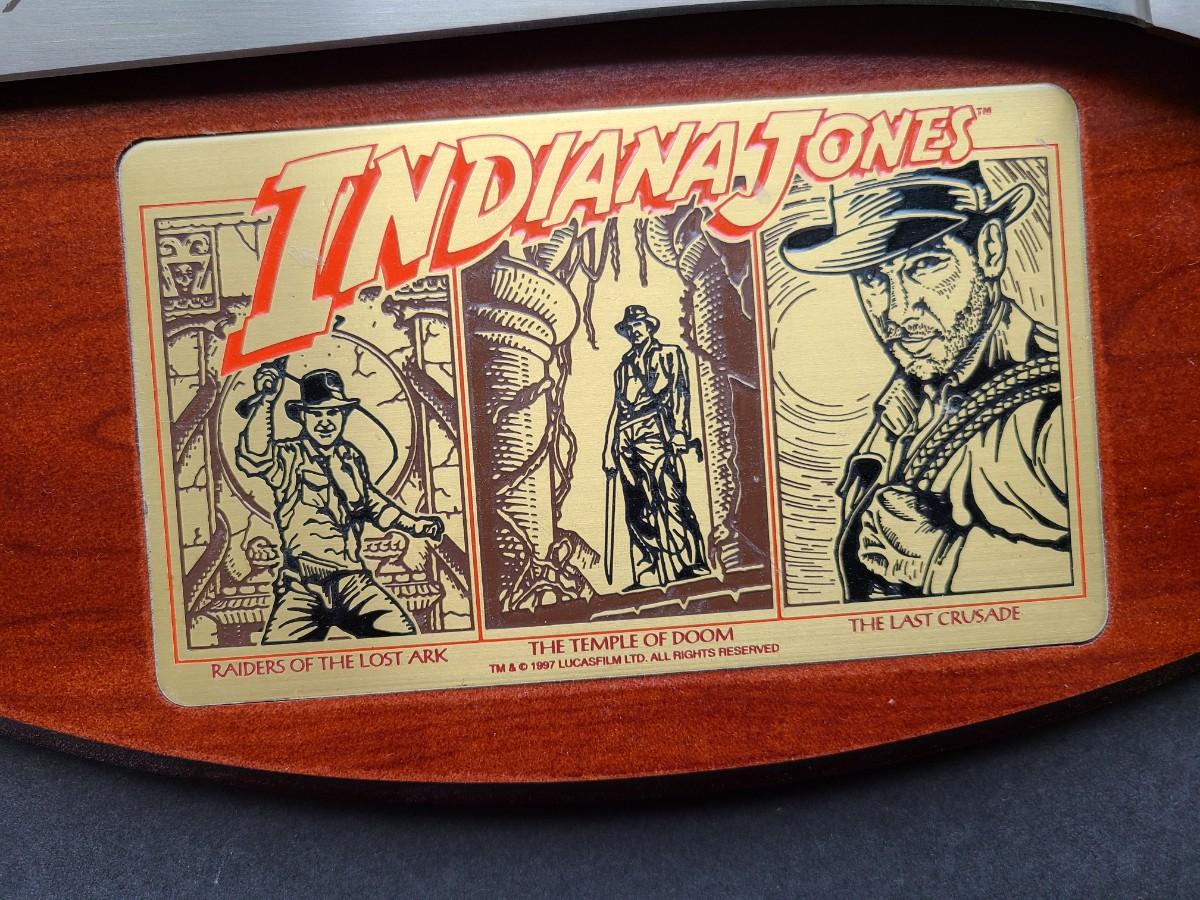 INDIANA JONES™
RAIDERS OF THE LOST ARK
THE TEMPLE OF DOOM
THE LAST CRUSADE
TM & © 1997 LUCASFILM LTD. ALL RIGHTS RESERVED